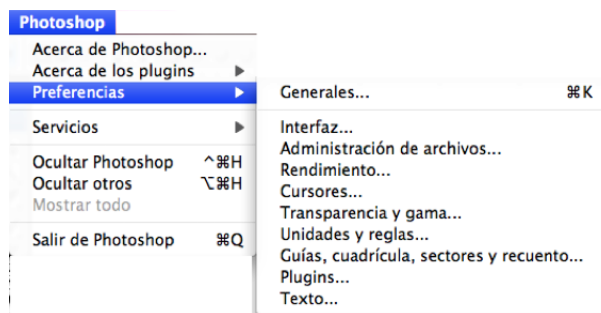 Photoshop
Acerca de Photoshop...
Acerca de los plugins
Preferencias
Servicios
Ocultar Photoshop ^⌘H
Ocultar otros ⌥⌘H
Mostrar todo
Salir de Photoshop ⌘Q
Generales... ⌘K
Interfaz...
Administración de archivos...
Rendimiento...
Cursores...
Transparencia y gama...
Unidades y reglas...
Guías, cuadrícula, sectores y recuento...
Plugins...
Texto...